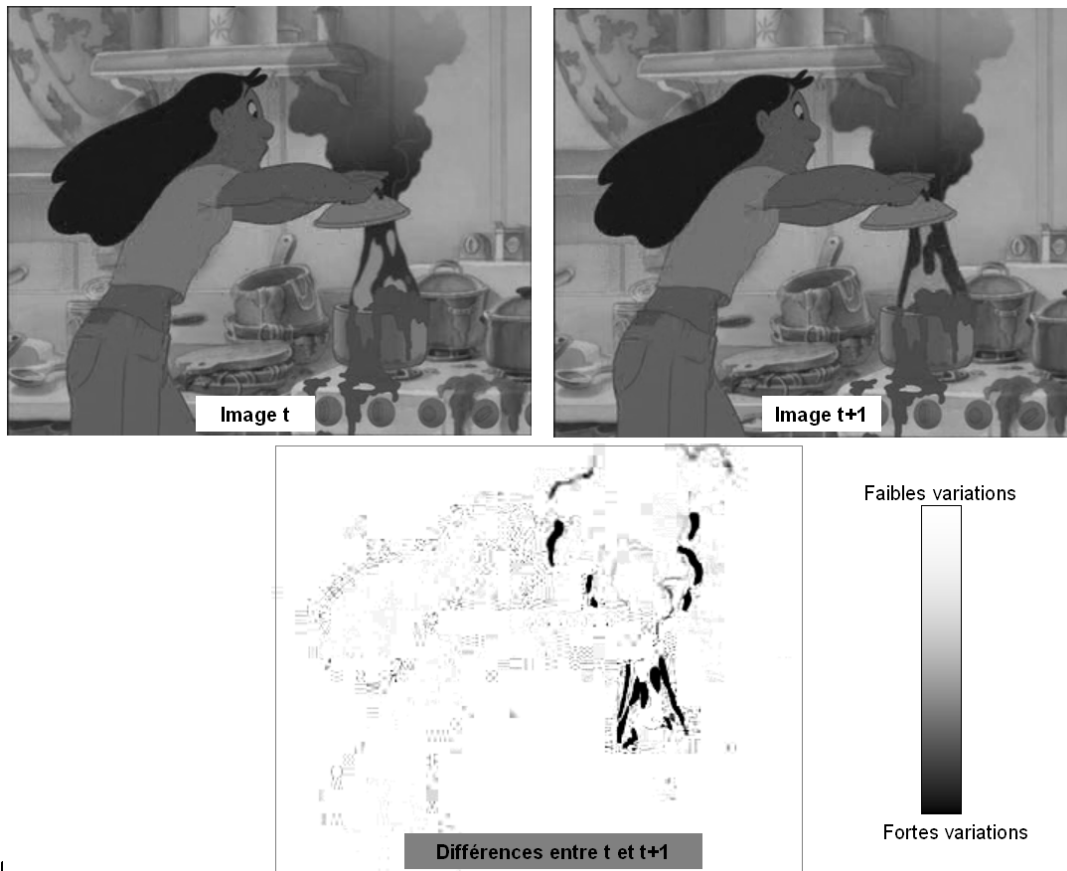 Image t
Image t+1
Faibles variations
Fortes variations
Différences entre t et t+1